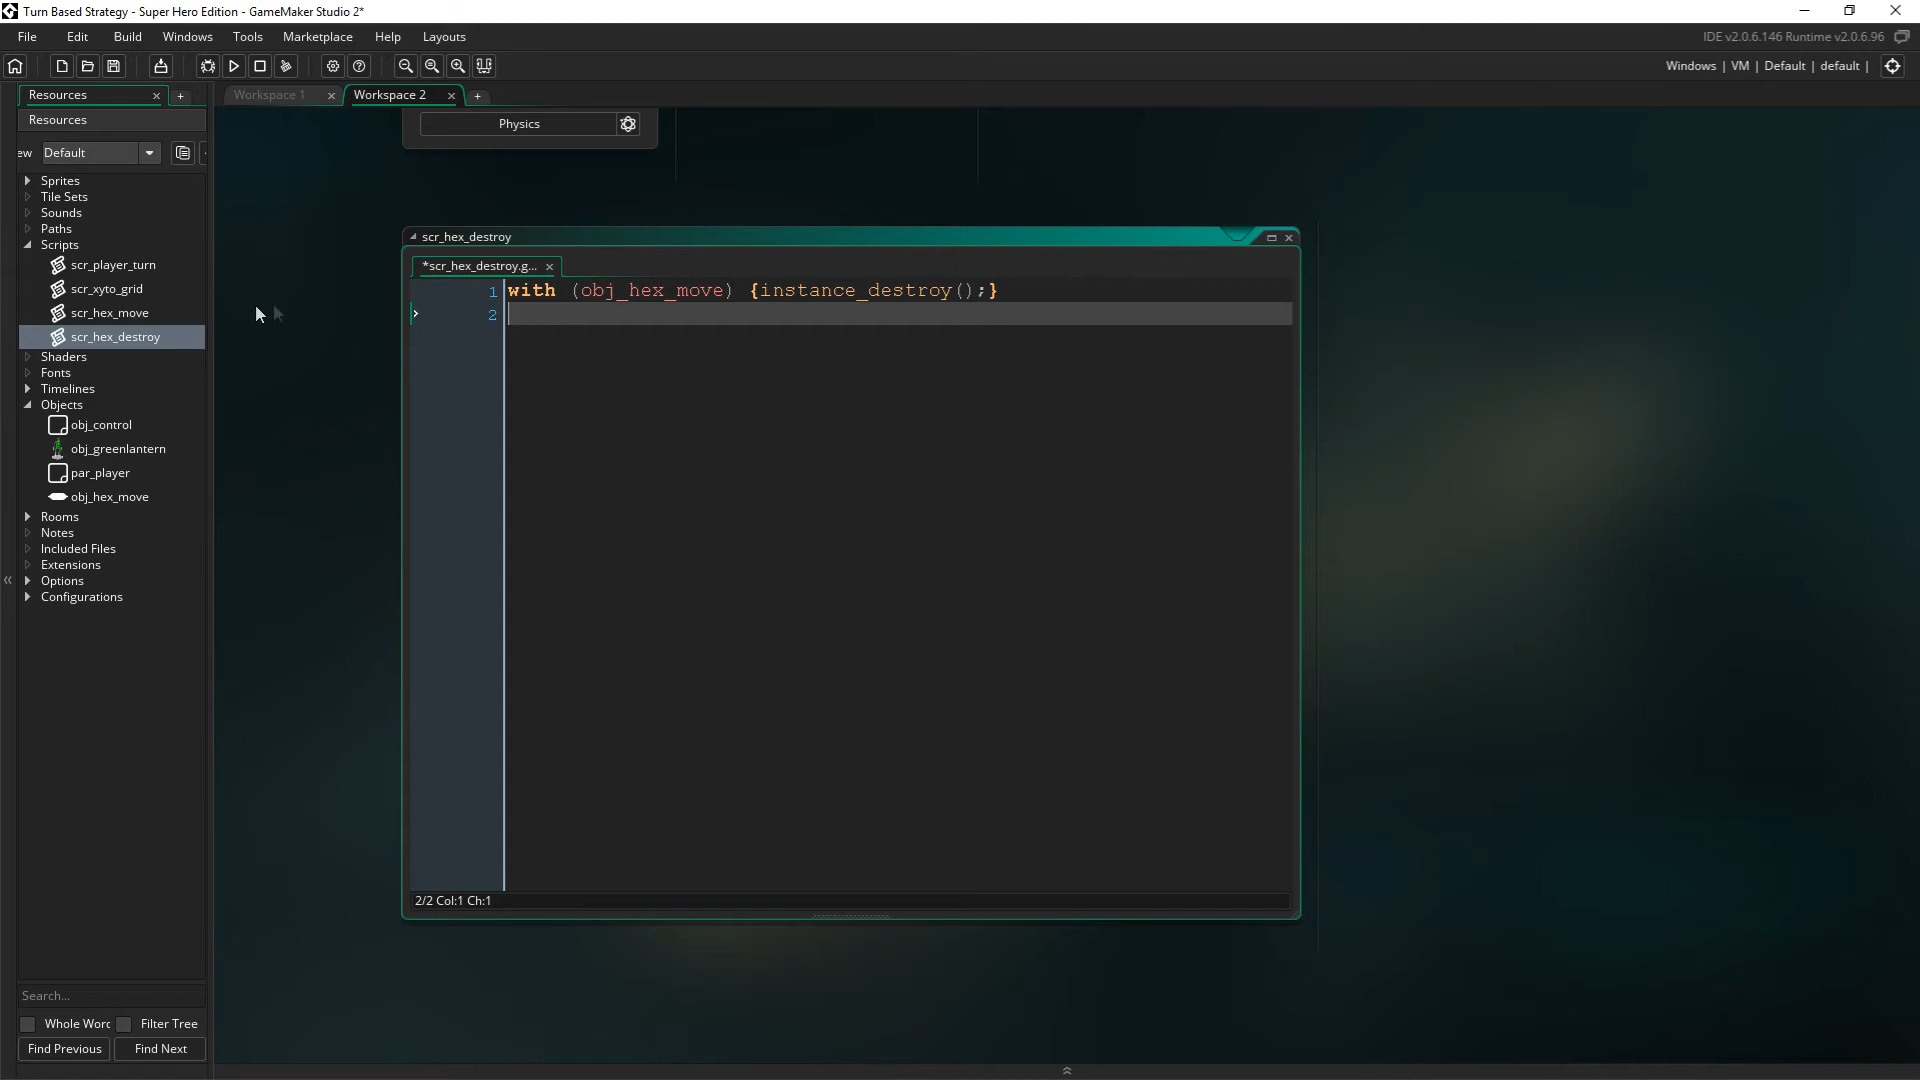 Turn Based Strategy - Super Hero Edition - GameMaker Studio 2*
File Edit Build Windows Tools Marketplace Help Layouts
IDE v2.0.6.146 Runtime v2.0.6.96
Windows | VM | Default | default |
Resources
Workspace 1
Workspace 2
Resources
Physics
ew Default
Sprites
Tile Sets
Sounds
Paths
Scripts
scr_player_turn
scr_xyto_grid
scr_hex_move
scr_hex_destroy
Shaders
Fonts
Timelines
Objects
obj_control
obj_greenlantern
par_player
obj_hex_move
Rooms
Notes
Included Files
Extensions
Options
Configurations
Search...
Whole Word Filter Tree
Find Previous Find Next
scr_hex_destroy
*scr_hex_destroy.g...
1 with (obj_hex_move) {instance_destroy();}
2
2/2 Col:1 Ch:1